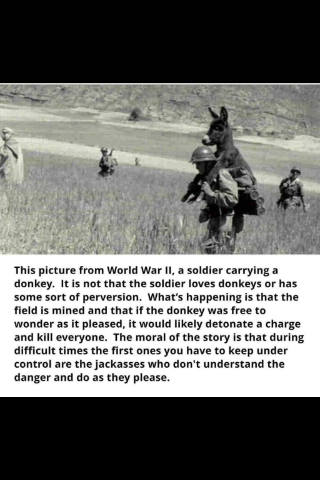 This picture from World War II, a soldier carrying a
donkey.  It is not that the soldier loves donkeys or has
some sort of perversion.  What's happening is that the
field is mined and that if the donkey was free to
wonder as it pleased, it would likely detonate a charge
and kill everyone.  The moral of the story is that during
difficult times the first ones you have to keep under
control are the jackasses who don't understand the
danger and do as they please.